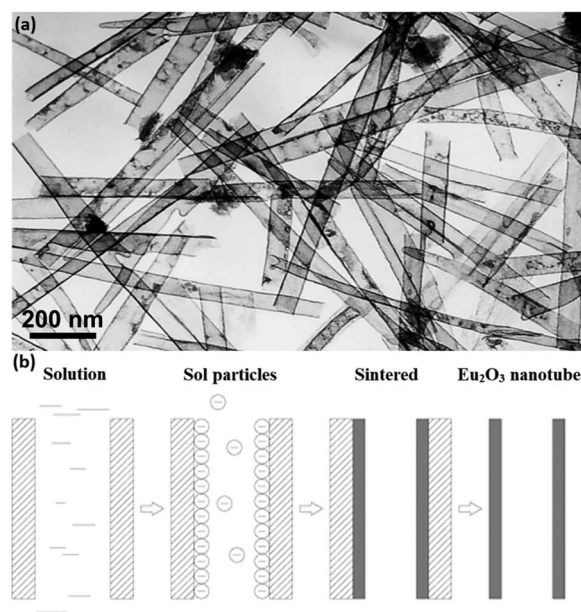 (a)
200 nm
(b)
Solution Sol particles Sintered Eu₂O₃ nanotube